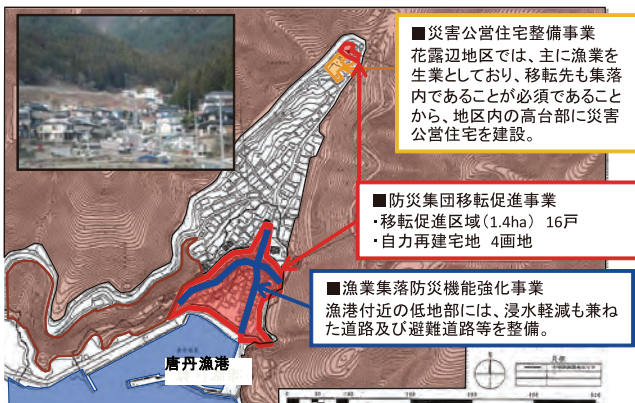 ■災害公営住宅整備事業
花露辺地区では、主に漁業を
生業としており、移転先も集落
内であることが必須であること
から、地区内の高台部に災害
公営住宅を建設。
■防災集団移転促進事業
・移転促進区域(1.4ha) 16戸
・自力再建宅地 4画地
■漁業集落防災機能強化事業
漁港付近の低地部には、浸水軽減も兼ね
た道路及び避難道路等を整備。
唐丹漁港
凡例